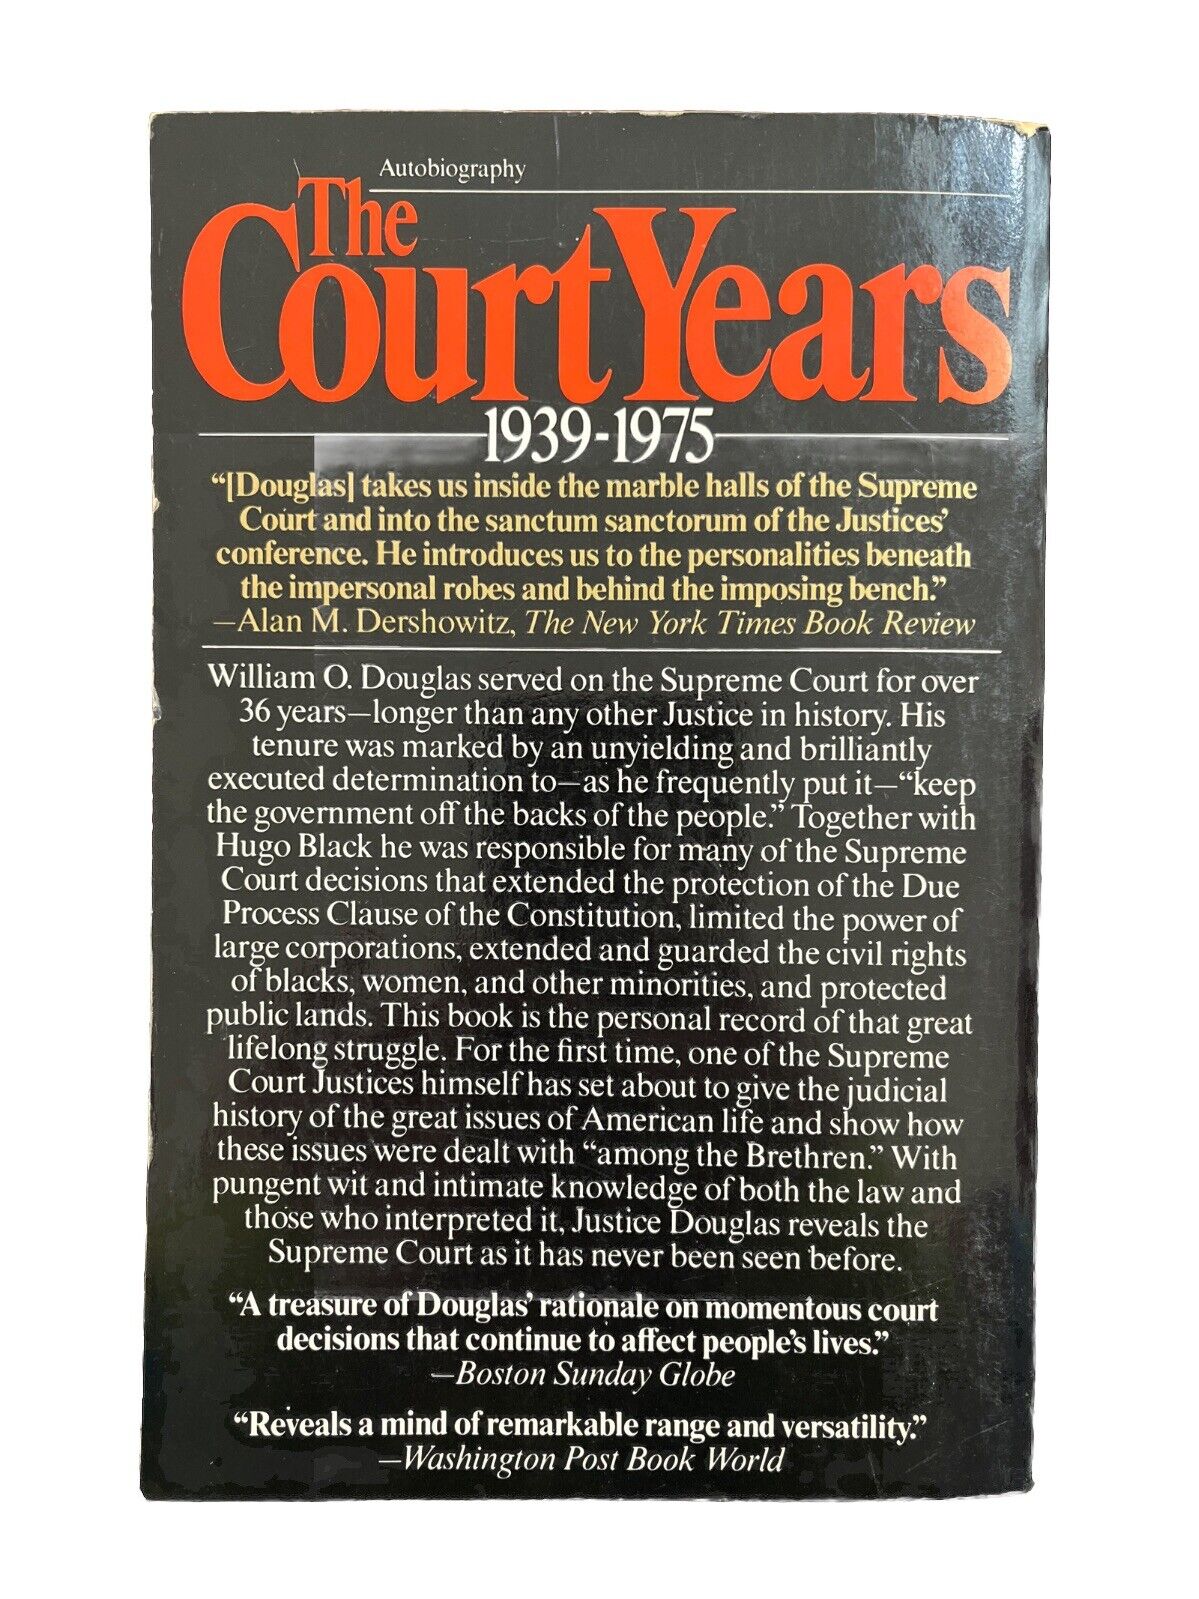 Autobiography
The
Court Years
1939-1975
“[Douglas] takes us inside the marble halls of the Supreme
Court and into the sanctum sanctorum of the Justices’
conference. He introduces us to the personalities beneath
the impersonal robes and behind the imposing bench.”
—Alan M. Dershowitz, The New York Times Book Review
William O. Douglas served on the Supreme Court for over
36 years—longer than any other Justice in history. His
tenure was marked by an unyielding and brilliantly
executed determination to—as he frequently put it—“keep
the government off the backs of the people.” Together with
Hugo Black he was responsible for many of the Supreme
Court decisions that extended the protection of the Due
Process Clause of the Constitution, limited the power of
large corporations, extended and guarded the civil rights
of blacks, women, and other minorities, and protected
public lands. This book is the personal record of that great
lifelong struggle. For the first time, one of the Supreme
Court Justices himself has set about to give the judicial
history of the great issues of American life and show how
these issues were dealt with “among the Brethren.” With
pungent wit and intimate knowledge of both the law and
those who interpreted it, Justice Douglas reveals the
Supreme Court as it has never been seen before.
“A treasure of Douglas’ rationale on momentous court
decisions that continue to affect people’s lives.”
—Boston Sunday Globe
“Reveals a mind of remarkable range and versatility.”
—Washington Post Book World